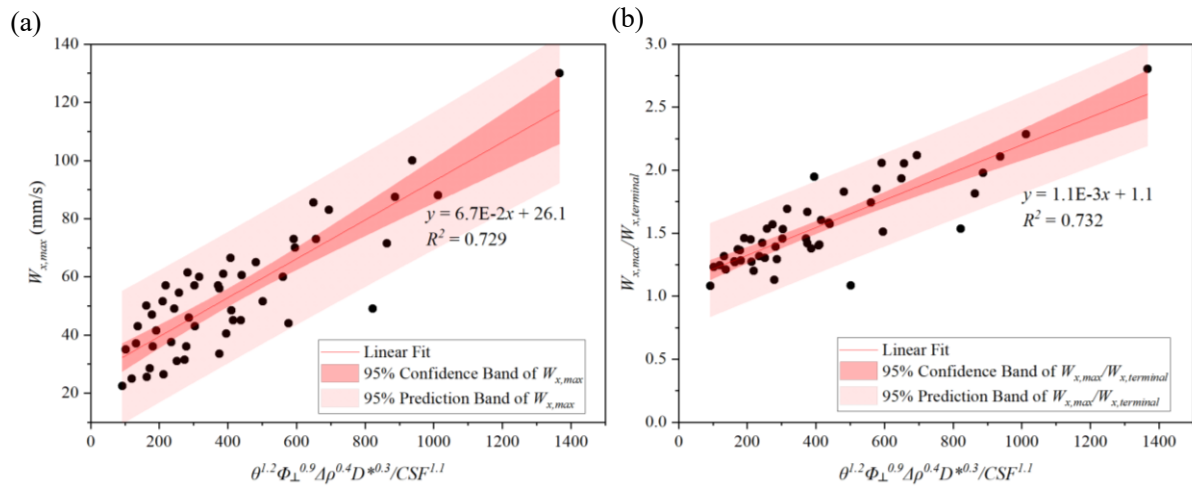 (a)
140
120
100
80
60
40
20
W_{x,max} (mm/s)
y = 6.7E-2x + 26.1
R^2 = 0.729
Linear Fit
95% Confidence Band of W_{x,max}
95% Prediction Band of W_{x,max}
0 200 400 600 800 1000 1200 1400
θ^{1.2}Φ_⊥^{0.9}Δρ^{0.4}D*^{0.3}/CSF^{1.1}
(b)
3.0
2.5
2.0
1.5
1.0
0.5
0.0
W_{x,max}/W_{x,terminal}
y = 1.1E-3x + 1.1
R^2 = 0.732
Linear Fit
95% Confidence Band of W_{x,max}/W_{x,terminal}
95% Prediction Band of W_{x,max}/W_{x,terminal}
0 200 400 600 800 1000 1200 1400
θ^{1.2}Φ_⊥^{0.9}Δρ^{0.4}D*^{0.3}/CSF^{1.1}